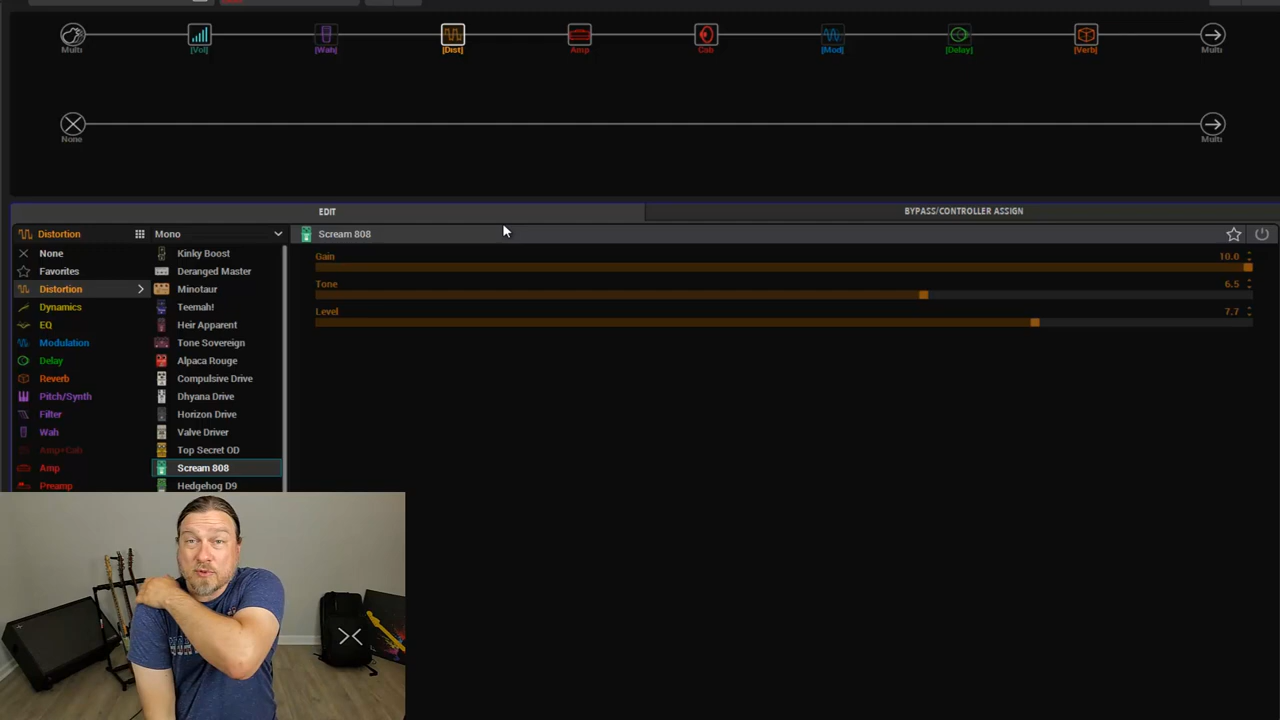 Multi [Vol] [Wah] [Dist] Amp Cab [Mod] [Delay] [Verb] Multi
None Multi
EDIT BYPASS/CONTROLLER ASSIGN
Distortion Mono Scream 808
None Kinky Boost Gain 10.0
Favorites Deranged Master
Distortion Minotaur Tone 6.5
Dynamics Teemah! Level 7.7
EQ Heir Apparent
Modulation Tone Sovereign
Delay Alpaca Rouge
Reverb Compulsive Drive
Pitch/Synth Dhyana Drive
Filter Horizon Drive
Wah Valve Driver
Amp+Cab Top Secret OD
Amp Scream 808
Preamp Hedgehog D9